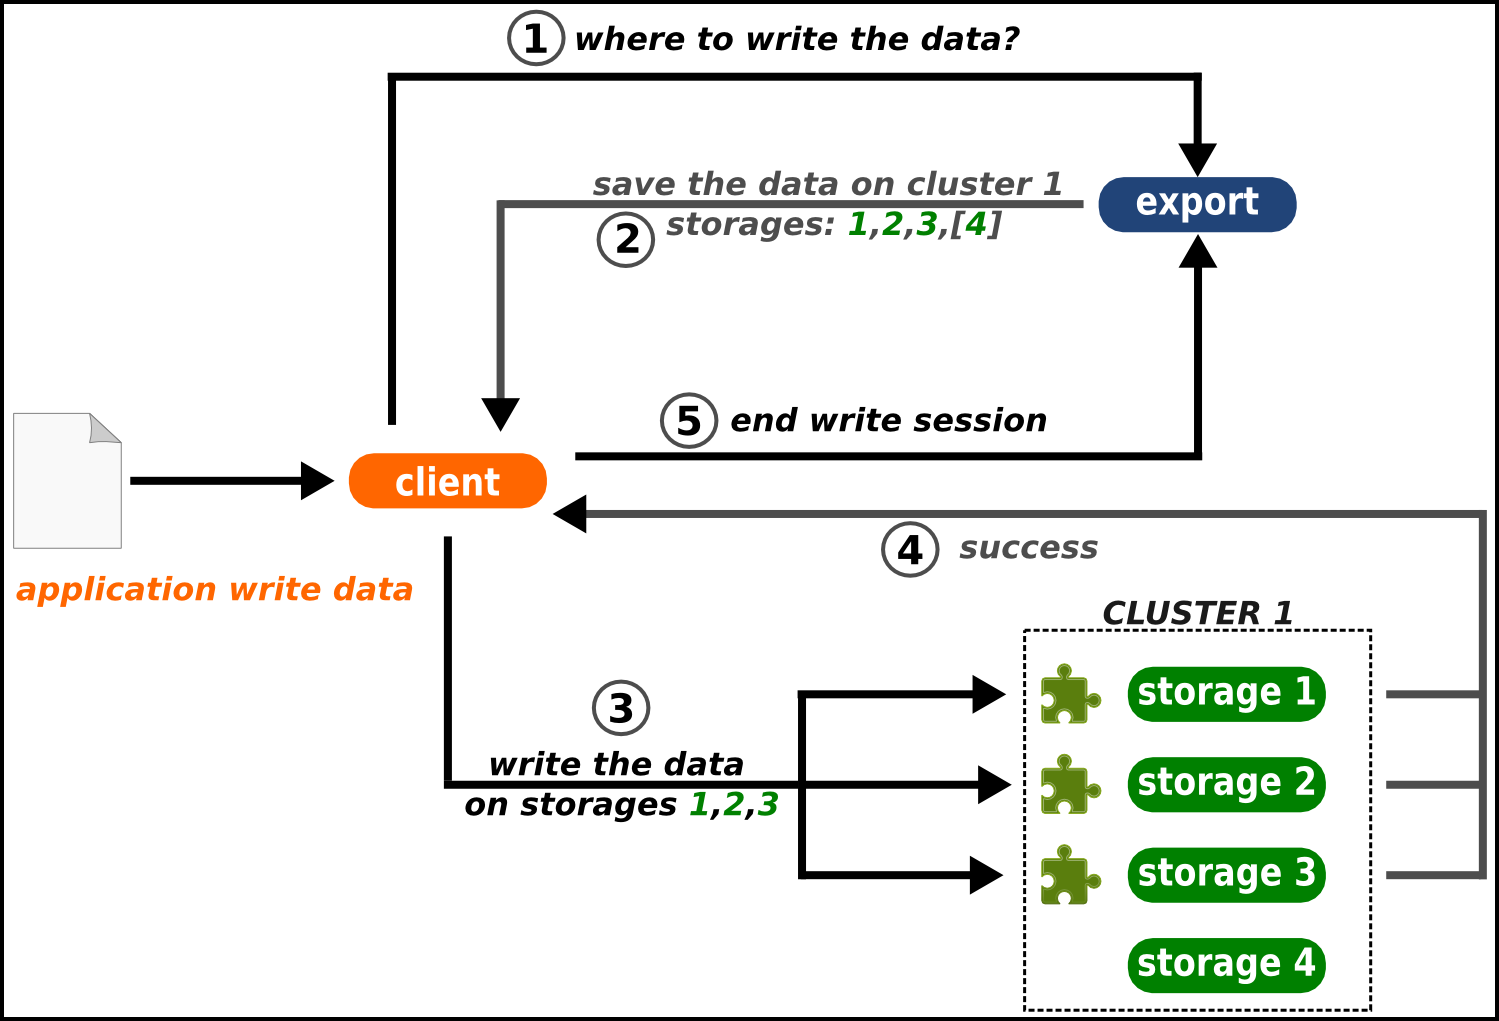 1 where to write the data?
save the data on cluster 1
export
2 storages: 1,2,3,[4]
5 end write session
client
4 success
application write data
CLUSTER 1
storage 1
3
write the data
storage 2
on storages 1,2,3
storage 3
storage 4